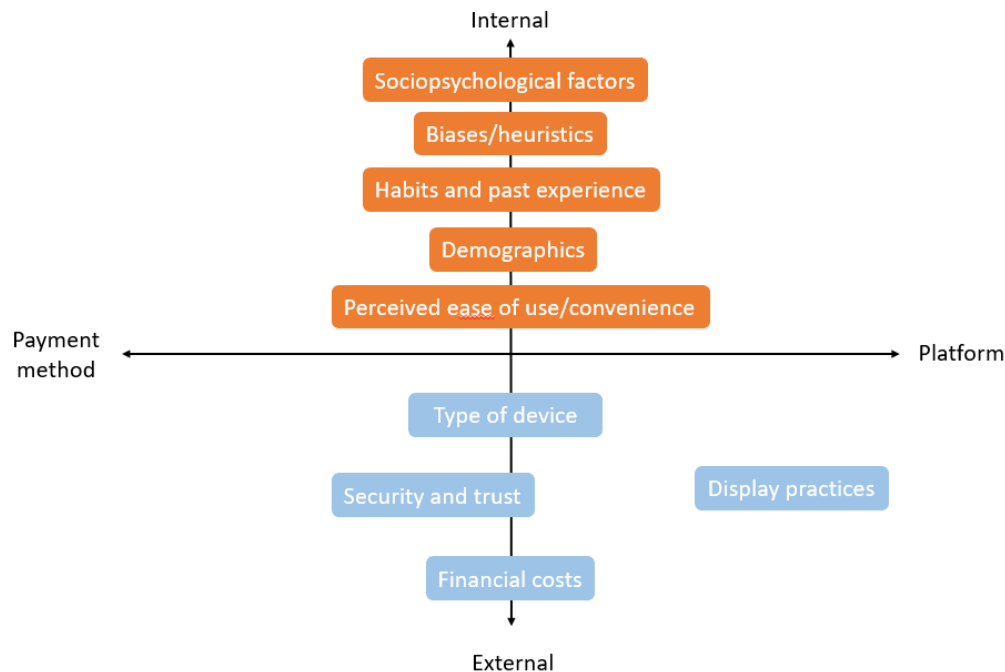 Internal
Sociopsychological factors
Biases/heuristics
Habits and past experience
Demographics
Perceived ease of use/convenience
Payment
method
Platform
Type of device
Security and trust
Display practices
Financial costs
External